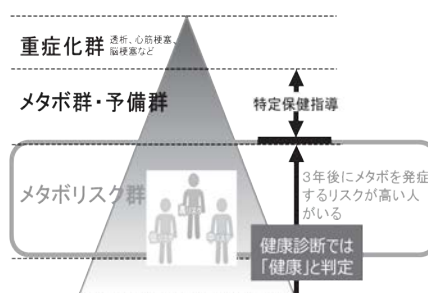 重症化群 透析、心筋梗塞、
脳梗塞など
メタボ群・予備群
特定保健指導
メタボリスク群
3年後にメタボを発症
するリスクが高い人
がいる
健康診断では
「健康」と判定